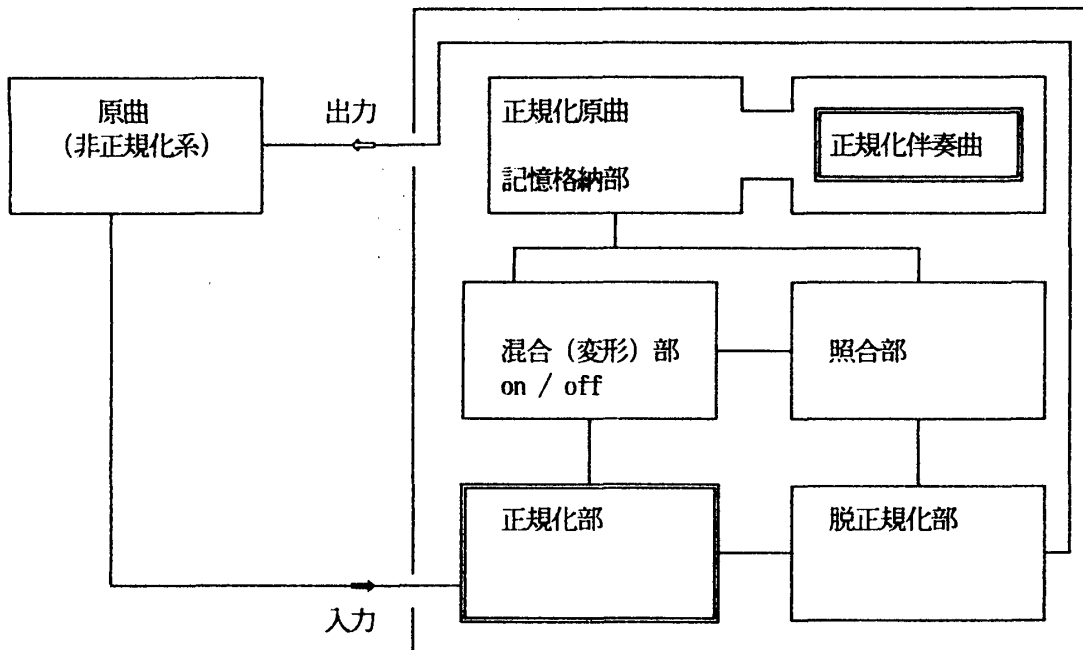 原曲
（非正規化系）
出力
正規化原曲
記憶格納部
正規化伴奏曲
混合（変形）部
on / off
照合部
正規化部
脱正規化部
入力